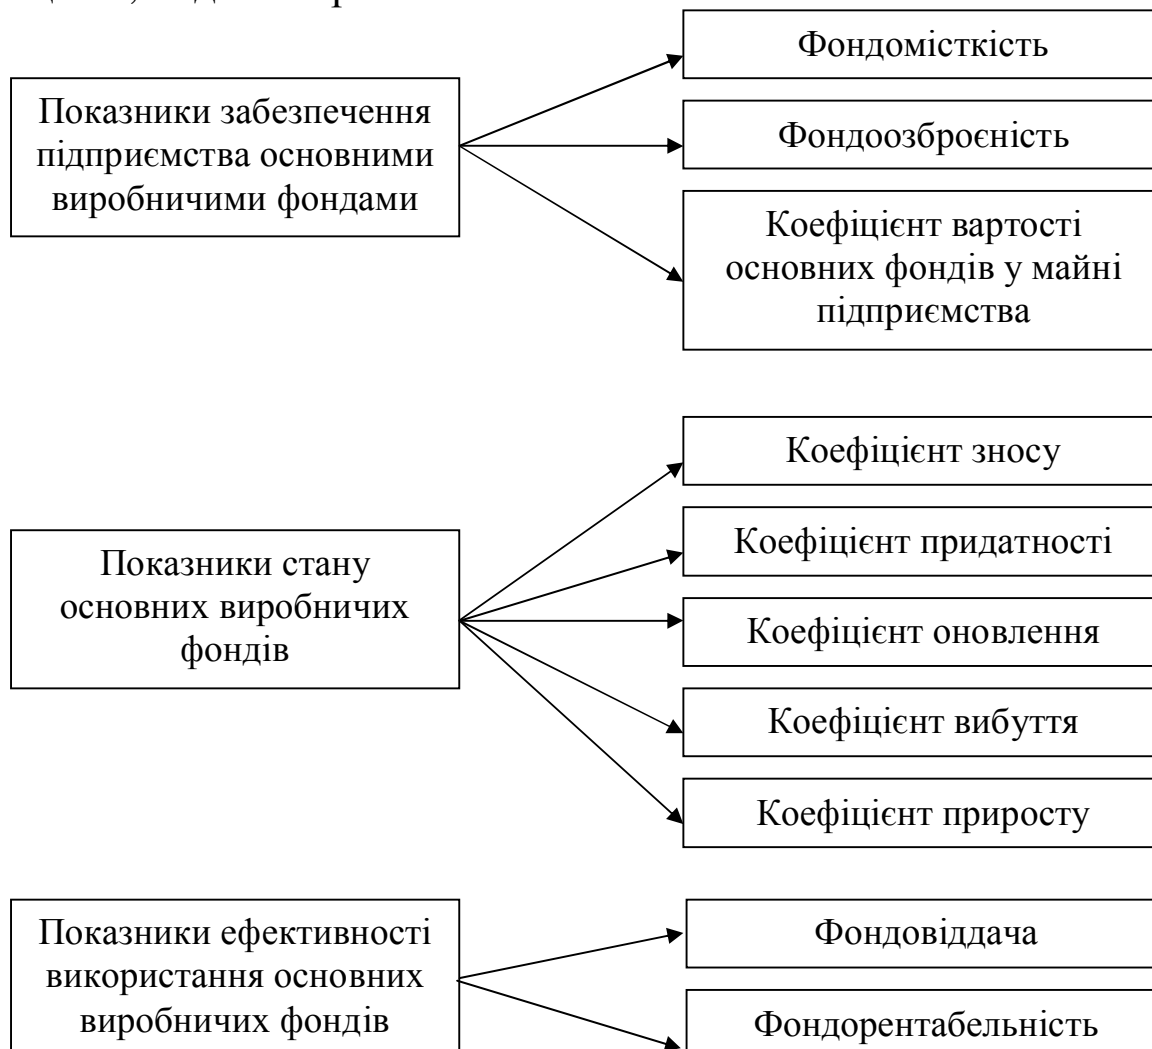 Фондомісткість
Показники забезпечення
підприємства основними
виробничими фондами
Фондоозброєність
Коефіцієнт вартості
основних фондів у майні
підприємства
Коефіцієнт зносу
Показники стану
основних виробничих
фондів
Коефіцієнт придатності
Коефіцієнт оновлення
Коефіцієнт вибуття
Коефіцієнт приросту
Показники ефективності
використання основних
виробничих фондів
Фондовіддача
Фондорентабельність